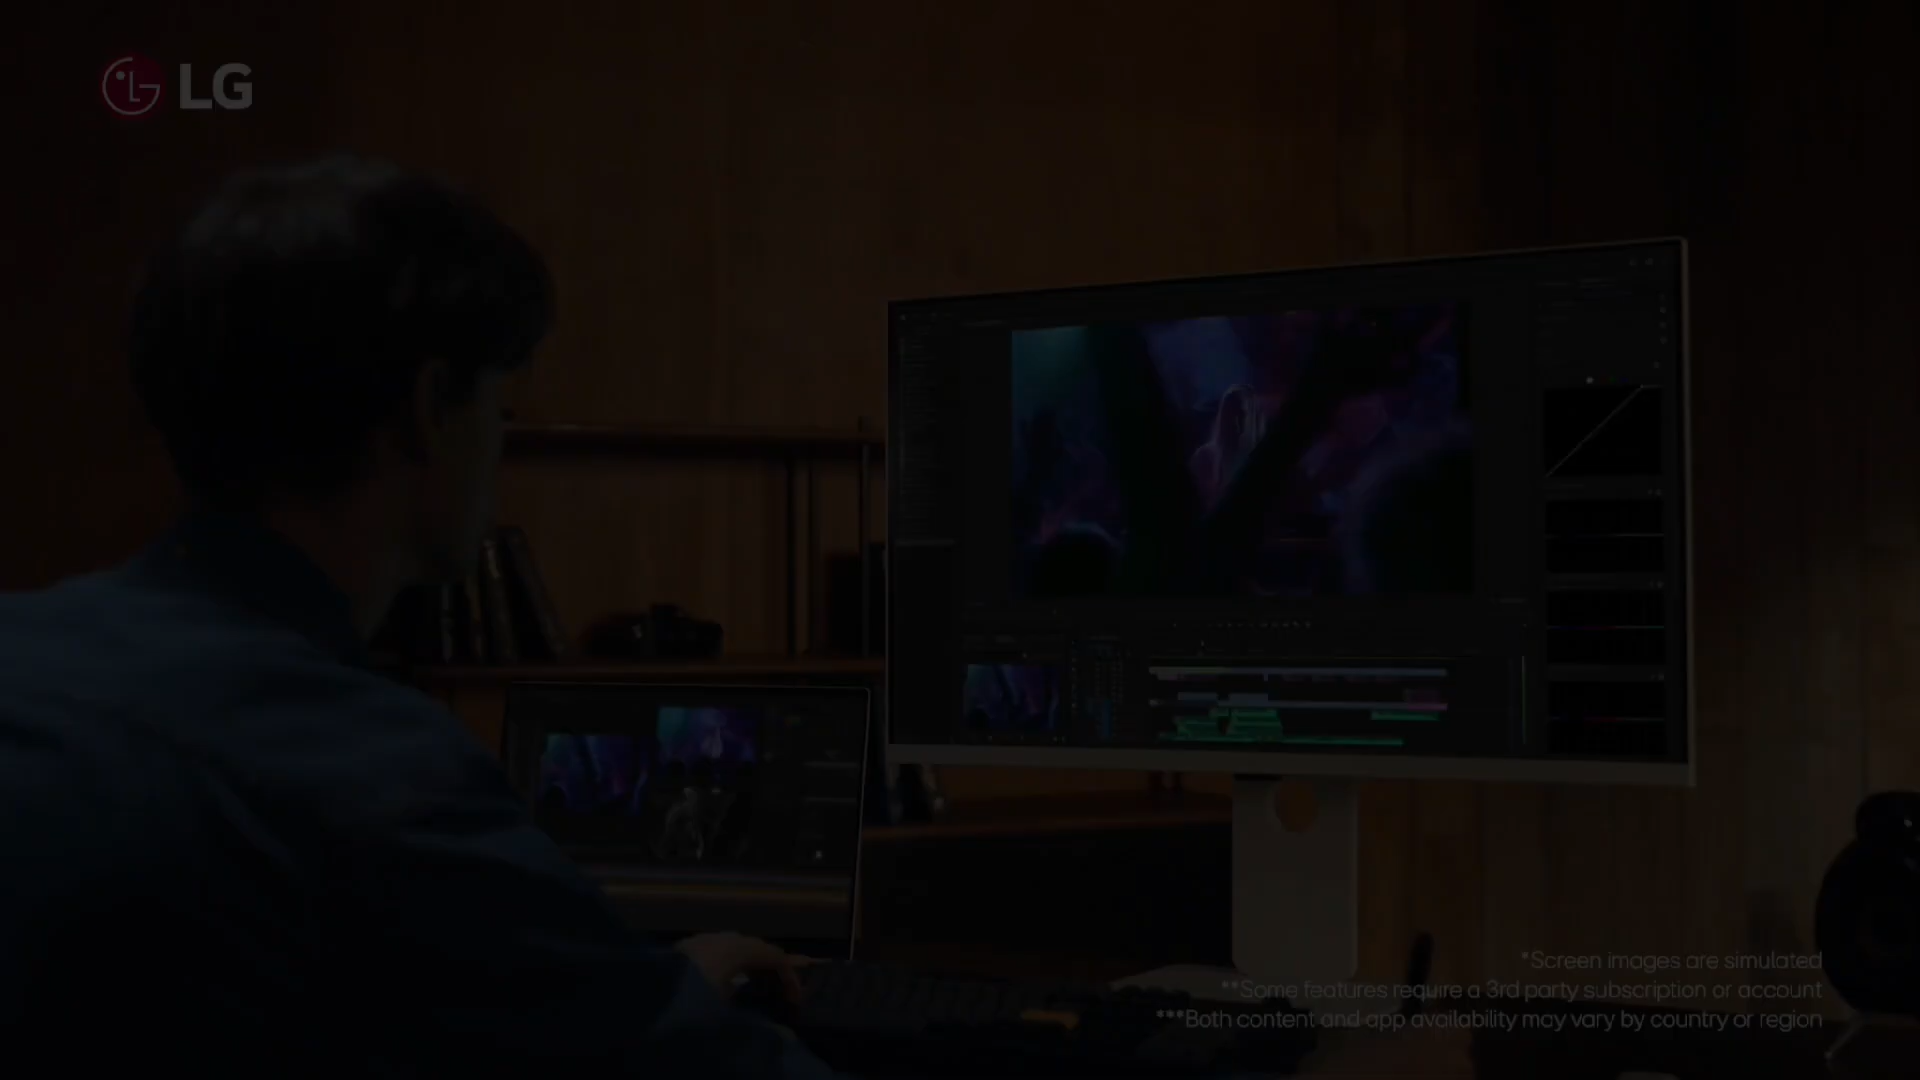 LG
*Screen images are simulated
**Some features require a 3rd party subscription or account
***Both content and app availability may vary by country or region